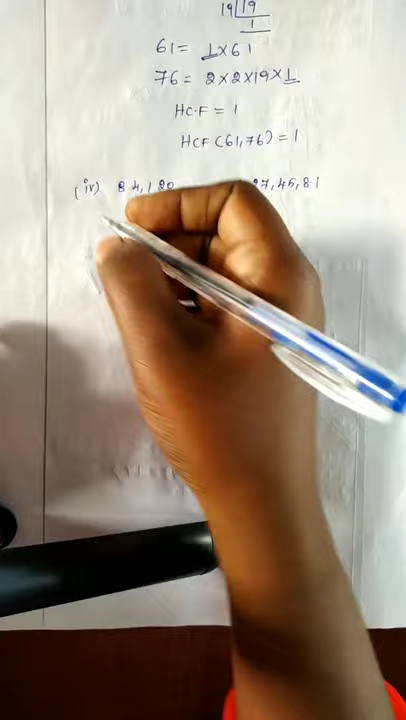 19|19
1
61 = 1×61
76 = 2×2×19×1
H.C.F = 1
HCF (61,76) = 1
(iv) 84,120 27,45,81